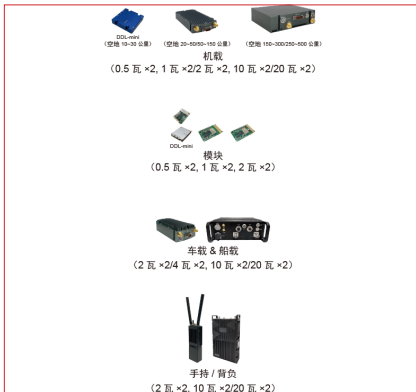 DDL-mini
（空地 10~30 公里） （空地 20~80/50~150 公里） （空地 150~300/250~500 公里）
机载
（0.5 瓦 ×2, 1 瓦 ×2/2 瓦 ×2, 10 瓦 ×2/20 瓦 ×2）
DDL-mini
模块
（0.5 瓦 ×2, 1 瓦 ×2, 2 瓦 ×2）
车载 & 船载
（2 瓦 ×2/4 瓦 ×2, 10 瓦 ×2/20 瓦 ×2）
手持 / 背负
（2 瓦 ×2, 10 瓦 ×2/20 瓦 ×2）